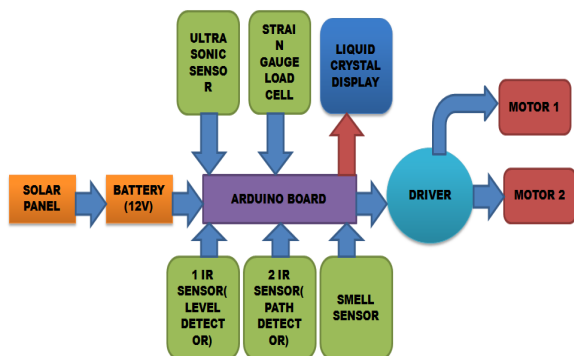 ULTRA
SONIC
SENSO
R
STRAI
N
GAUGE
LOAD
CELL
LIQUID
CRYSTAL
DISPLAY
MOTOR 1
SOLAR
PANEL
BATTERY
(12V)
ARDUINO BOARD
DRIVER
MOTOR 2
1 IR
SENSOR(
LEVEL
DETECT
OR)
2 IR
SENSOR(
PATH
DETECT
OR)
SMELL
SENSOR